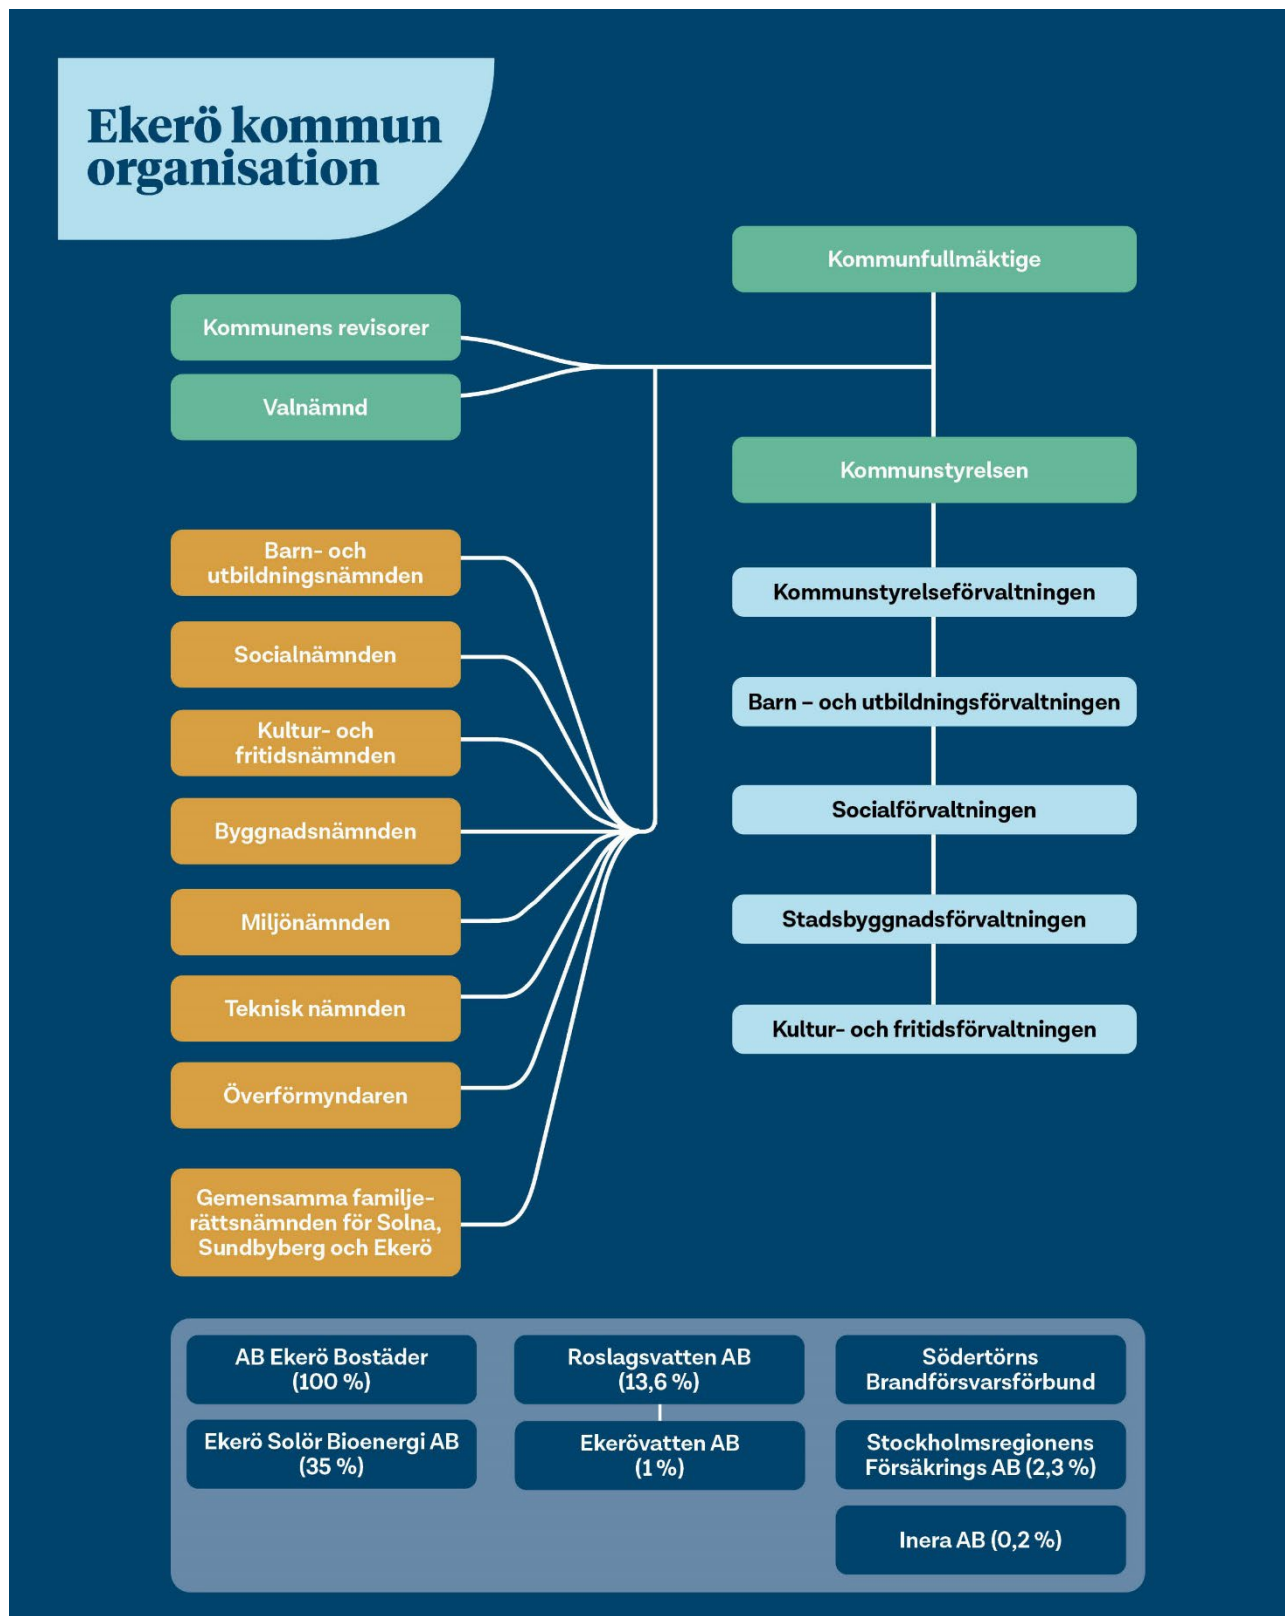 Ekerö kommun
organisation
Kommunfullmäktige
Kommunens revisorer
Valnämnd
Kommunstyrelsen
Barn- och
utbildningsnämnden
Socialnämnden
Kultur- och
fritidsnämnden
Byggnadsnämnden
Miljönämnden
Teknisk nämnden
Överförmyndaren
Gemensamma familje-
rättsnämnden för Solna,
Sundbyberg och Ekerö
Kommunstyrelseförvaltningen
Barn – och utbildningsförvaltningen
Socialförvaltningen
Stadsbyggnadsförvaltningen
Kultur- och fritidsförvaltningen
AB Ekerö Bostäder
(100 %)
Roslagsvatten AB
(13,6 %)
Södertörns
Brandförsvarsförbund
Ekerö Solör Bioenergi AB
(35 %)
Ekerövatten AB
(1 %)
Stockholmsregionens
Försäkrings AB (2,3 %)
Inera AB (0,2 %)